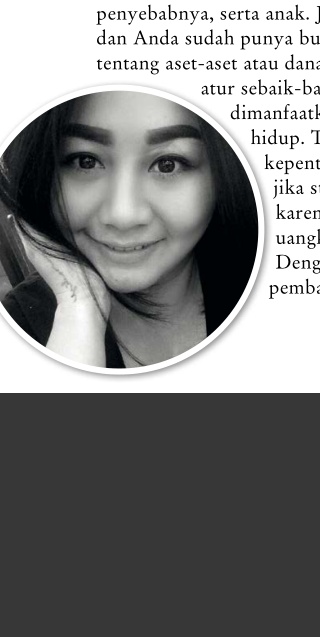 penyebabnya, serta anak. J
dan Anda sudah punya bu
tentang aset-aset atau dana
atur sebaik-ba
dimanfaatk
hidup. T
kepent
jika s
karen
uang
Deng
pemba